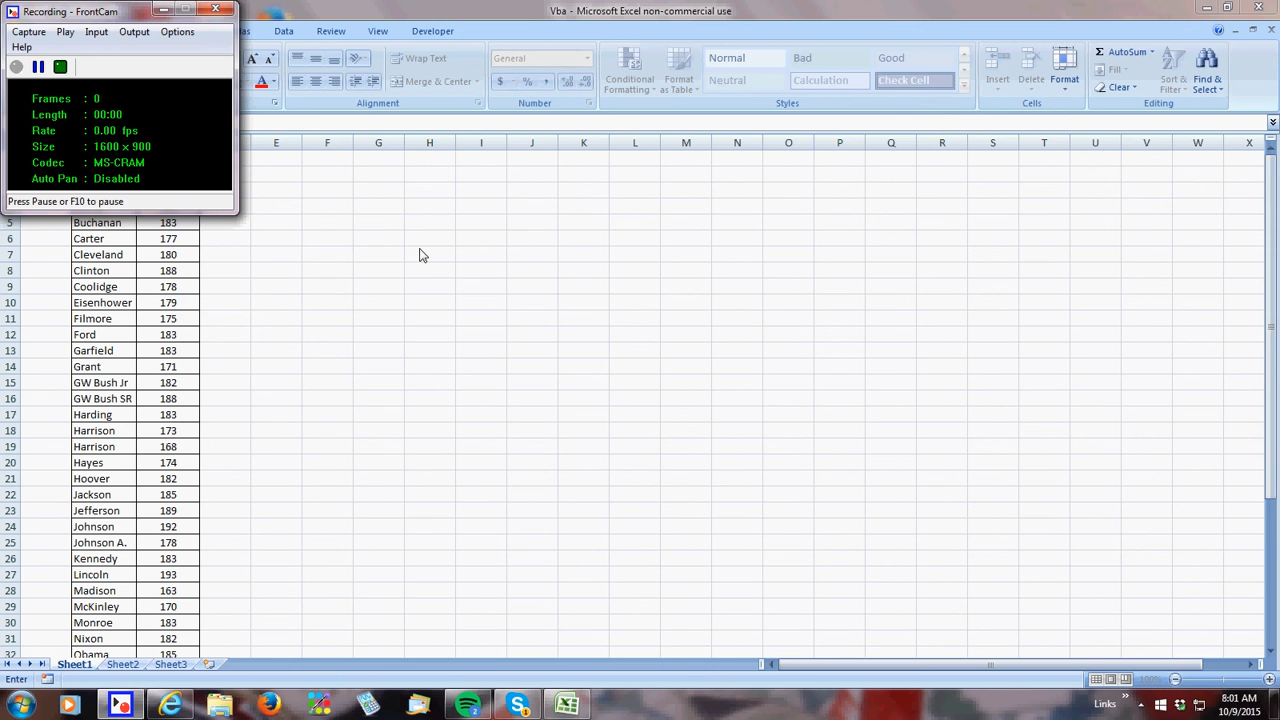 Recording - FrontCam
Vba - Microsoft Excel non-commercial use
Capture Play Input Output Options
Help
Review View Developer
Frames : 0
Length : 00:00
Rate : 0.00 fps
Size : 1600 x 900
Codec : MS-CRAM
Auto Pan : Disabled
Press Pause or F10 to pause
Wrap Text
Merge & Center
Alignment
General
$ % ,
Number
Conditional Formatting
Format as Table
Normal Bad Good
Neutral Calculation Check Cell
Styles
Insert Delete Format
Cells
AutoSum
Fill
Clear
Sort & Filter
Find & Select
Editing
E F G H I J K L M N O P Q R S T U V W X
5 Buchanan 183
6 Carter 177
7 Cleveland 180
8 Clinton 188
9 Coolidge 178
10 Eisenhower 179
11 Filmore 175
12 Ford 183
13 Garfield 183
14 Grant 171
15 GW Bush Jr 182
16 GW Bush SR 188
17 Harding 183
18 Harrison 173
19 Harrison 168
20 Hayes 174
21 Hoover 182
22 Jackson 185
23 Jefferson 189
24 Johnson 192
25 Johnson A. 178
26 Kennedy 183
27 Lincoln 193
28 Madison 163
29 McKinley 170
30 Monroe 183
31 Nixon 182
32 Obama 185
Sheet1 Sheet2 Sheet3
Enter
100%
Links
8:01 AM
10/9/2015